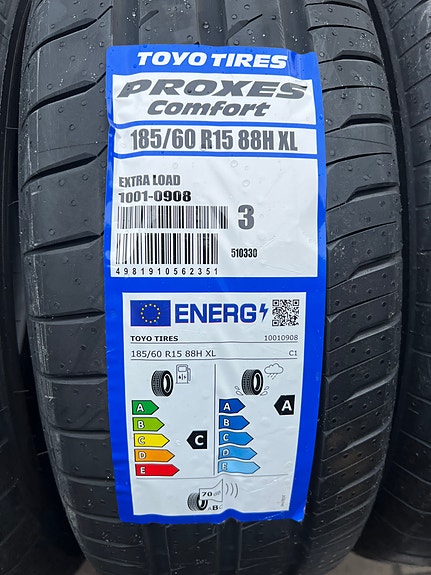 TOYO TIRES
PROXES
Comfort
185/60 R15 88H XL
EXTRA LOAD
1001-0908
3
510330
4981910562351
ENERG
TOYO TIRES 10010908
185/60 R15 88H XL C1
A A
B B
C C C A
D D
E E
70
B